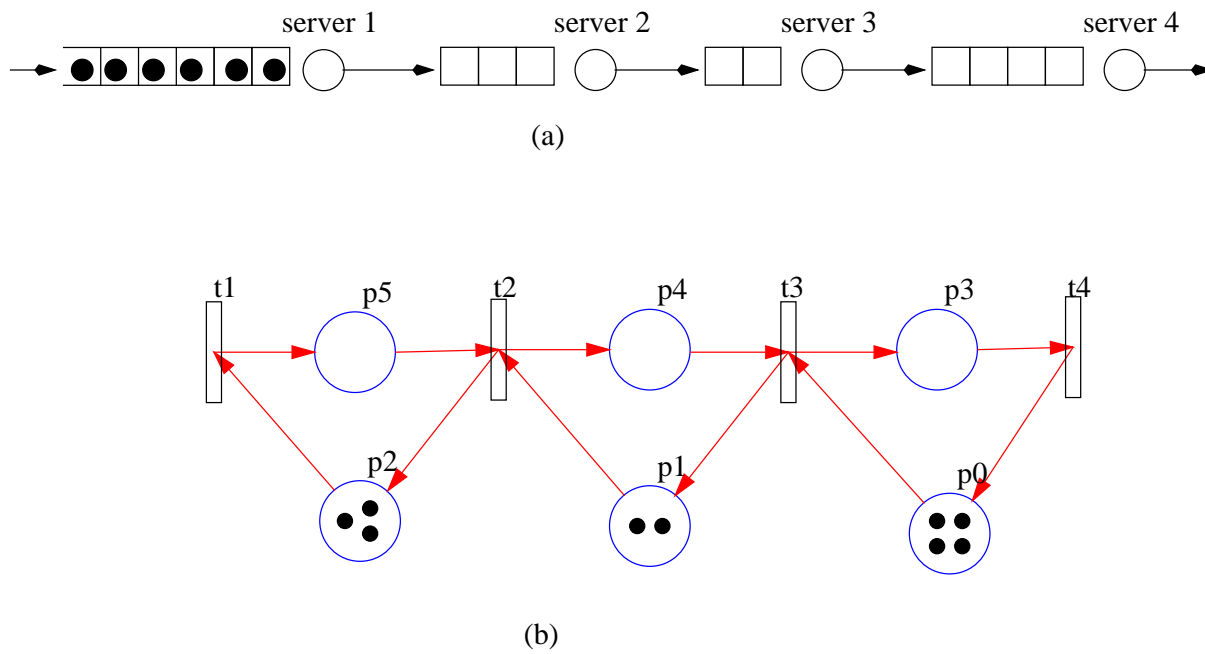 server 1 server 2 server 3 server 4
(a)
t1 p5 t2 p4 t3 p3 t4
p2 p1 p0
(b)